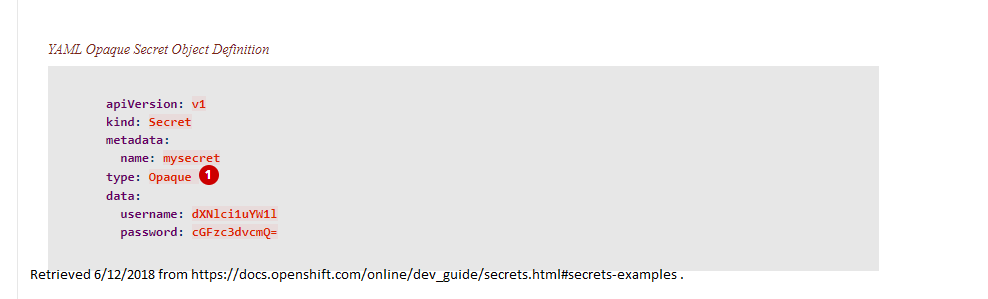 YAML Opaque Secret Object Definition
apiVersion: v1
kind: Secret
metadata:
  name: mysecret
type: Opaque 1
data:
  username: dXNlci1uYW1l
  password: cGFzc3dvcmQ=
Retrieved 6/12/2018 from https://docs.openshift.com/online/dev_guide/secrets.html#secrets-examples .